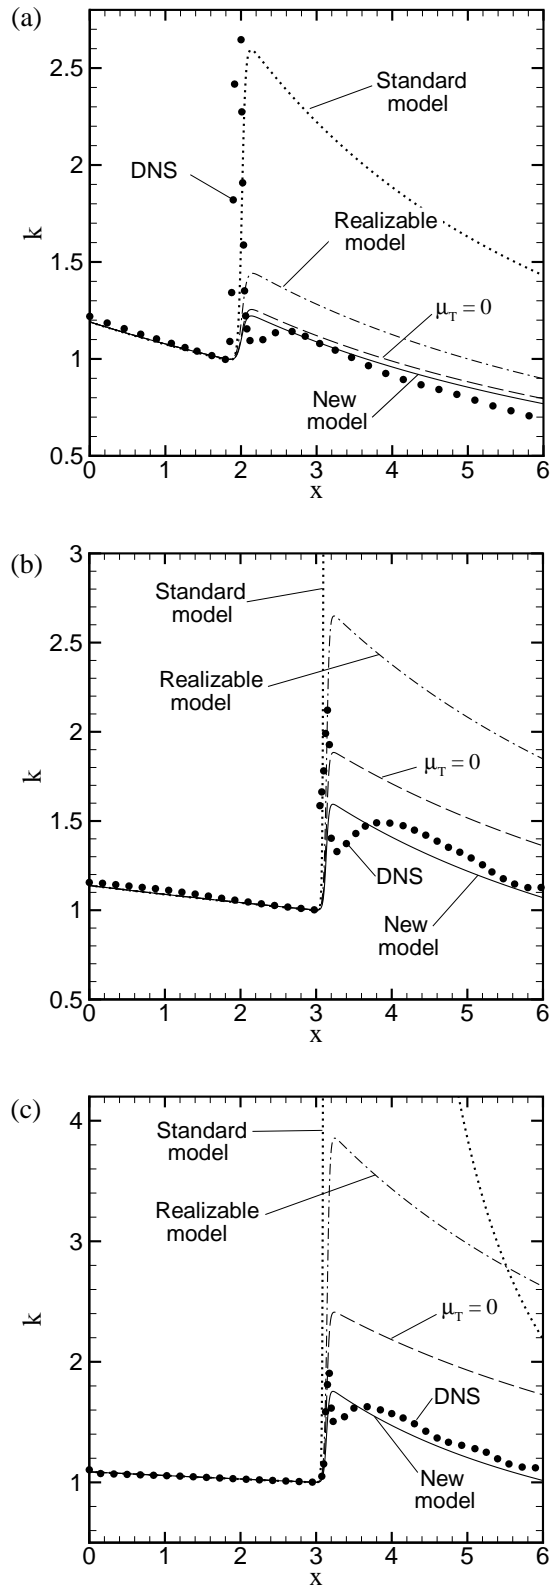 (a)
2.5
Standard
model
2
DNS
k
Realizable
model
1.5
μT = 0
1
New
model
0.5
0 1 2 3 4 5 6
x
(b)
3
Standard
model
2.5
Realizable
model
2
k
μT = 0
1.5
DNS
New
model
1
0.5
0 1 2 3 4 5 6
x
(c)
4
Standard
model
Realizable
model
3
k
μT = 0
2
DNS
New
model
1
0 1 2 3 4 5 6
x